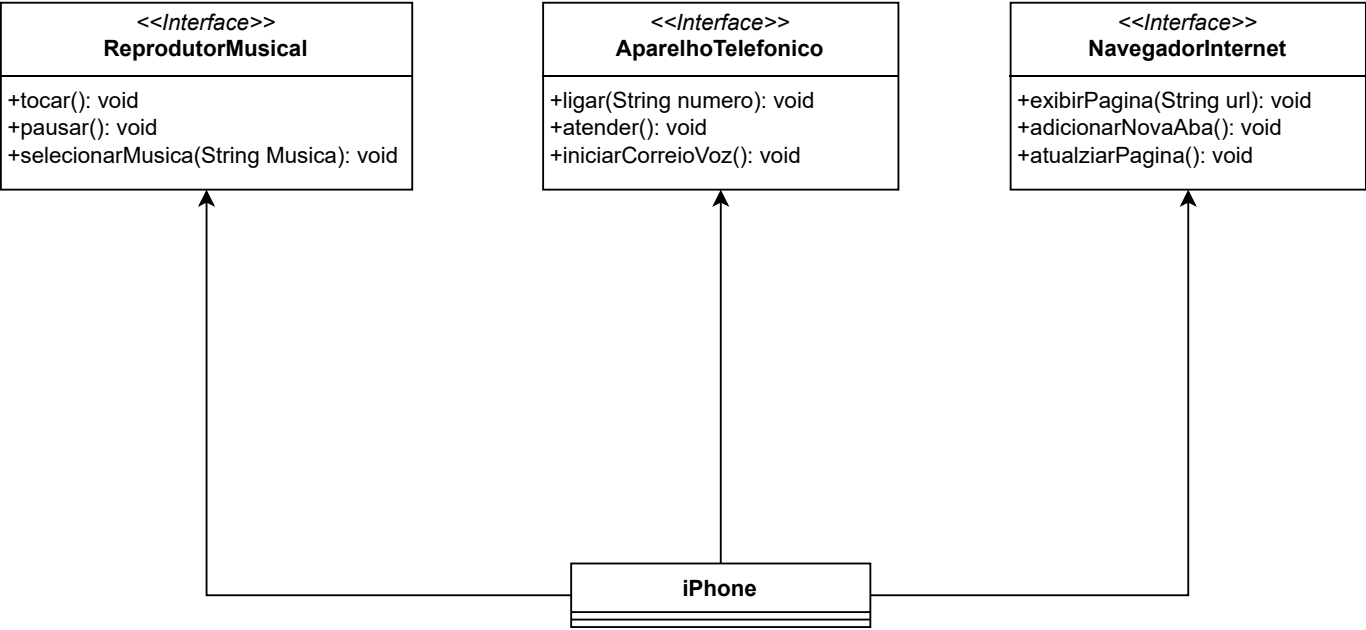 <<Interface>>
ReprodutorMusical
+tocar(): void
+pausar(): void
+selecionarMusica(String Musica): void
<<Interface>>
AparelhoTelefonico
+ligar(String numero): void
+atender(): void
+iniciarCorreioVoz(): void
<<Interface>>
NavegadorInternet
+exibirPagina(String url): void
+adicionarNovaAba(): void
+atualziarPagina(): void
iPhone